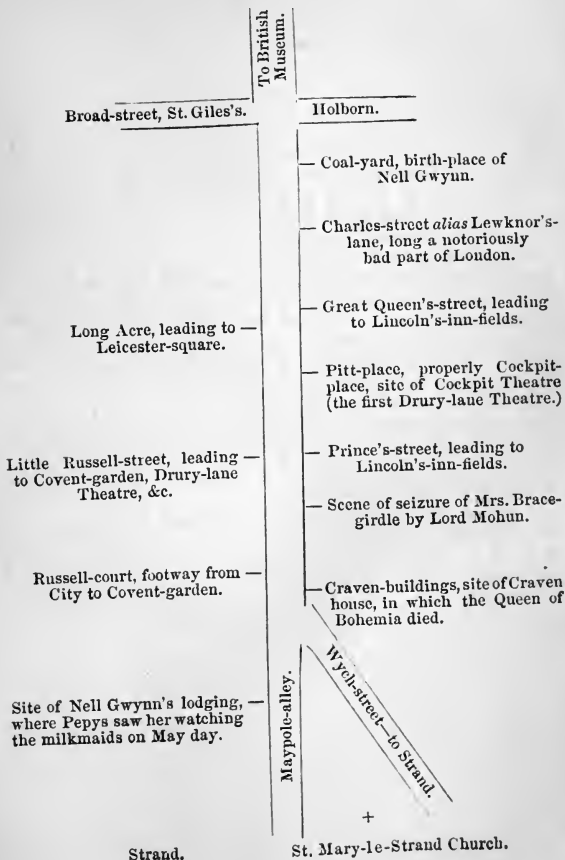 To British
Museum.
Broad-street, St. Giles's.
Holborn.
Coal-yard, birth-place of
Nell Gwynn.
Charles-street alias Lewknor's-
lane, long a notoriously
bad part of London.
Great Queen's-street, leading
to Lincoln's-inn-fields.
Long Acre, leading to
Leicester-square.
Pitt-place, properly Cockpit-
place, site of Cockpit Theatre
(the first Drury-lane Theatre.)
Prince's-street, leading to
Lincoln's-inn-fields.
Little Russell-street, leading
to Covent-garden, Drury-lane
Theatre, &c.
Scene of seizure of Mrs. Brace-
girdle by Lord Mohun.
Russell-court, footway from
City to Covent-garden.
Craven-buildings, site of Craven
house, in which the Queen of
Bohemia died.
Wych-street—to Strand.
Maypole-alley.
Site of Nell Gwynn's lodging,
where Pepys saw her watching
the milkmaids on May day.
+
Strand.
St. Mary-le-Strand Church.